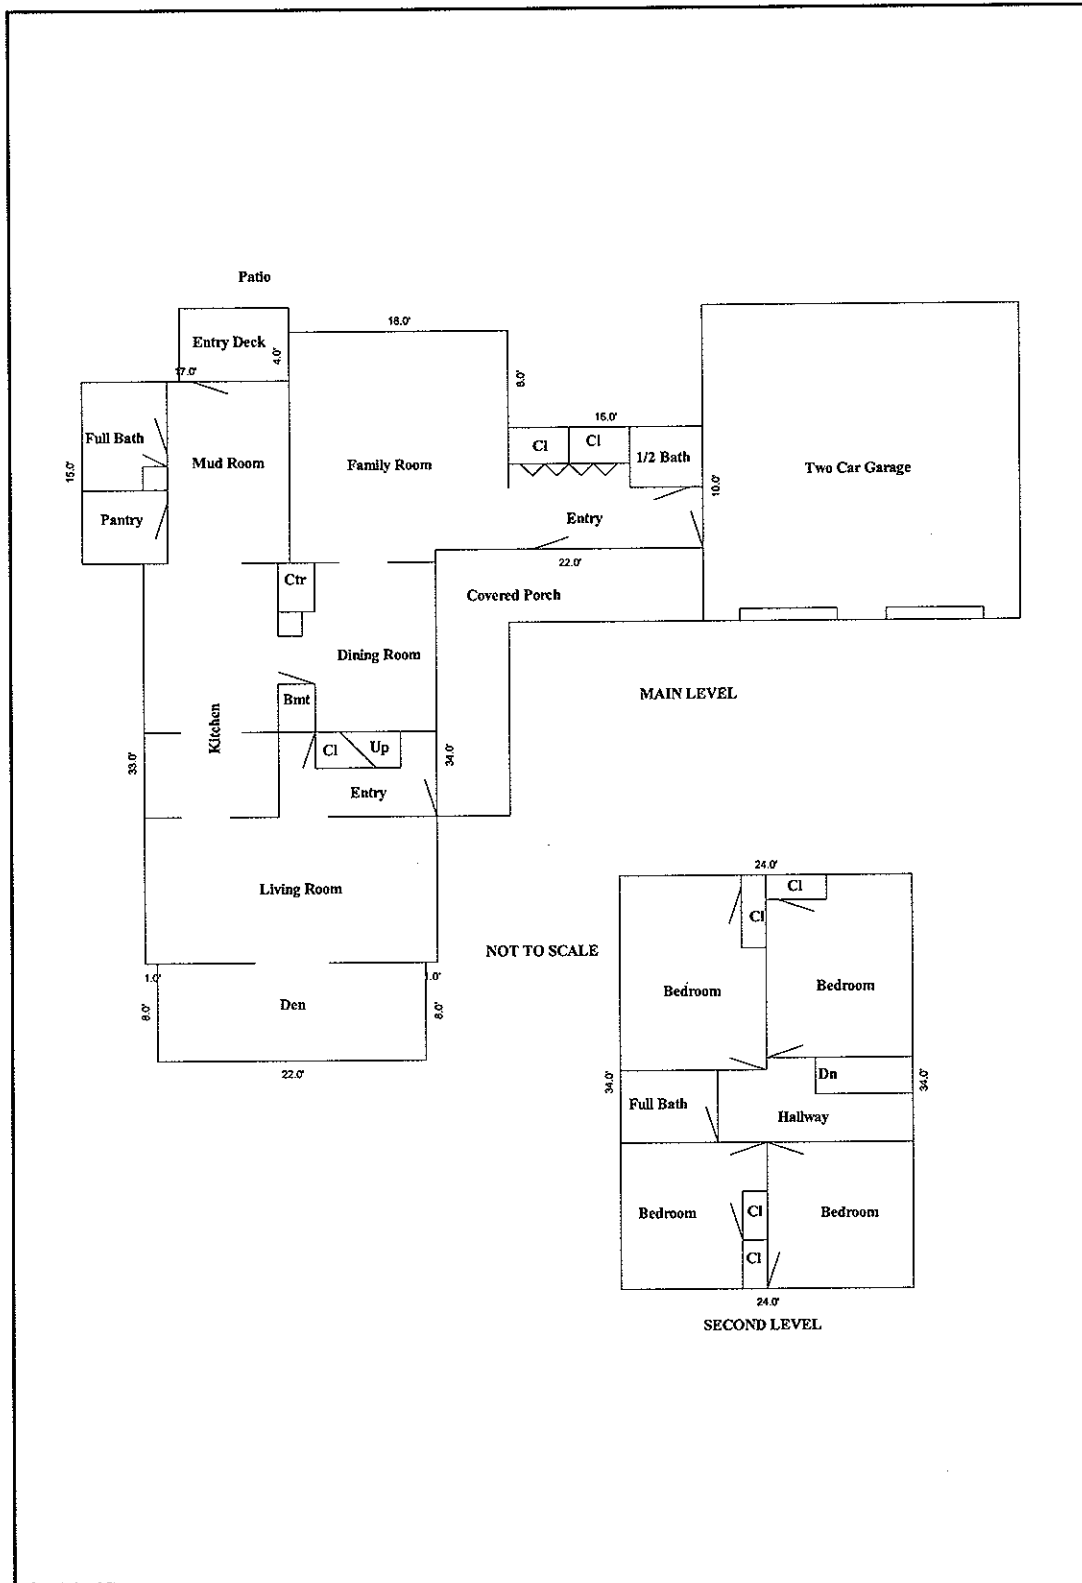 Patio
18.0'
Entry Deck
4.0'
17.0'
8.0'
16.0'
Full Bath
Cl
Cl
1/2 Bath
Mud Room
Family Room
Two Car Garage
15.0'
10.0'
Pantry
Entry
22.0'
Ctr
Covered Porch
Dining Room
MAIN LEVEL
Bmt
Kitchen
Cl
Up
33.0'
34.0'
Entry
Living Room
NOT TO SCALE
1.0'
1.0'
Den
8.0'
8.0'
22.0'
24.0'
Cl
Cl
Bedroom
Bedroom
Dn
34.0'
34.0'
Full Bath
Hallway
Bedroom
Cl
Bedroom
Cl
24.0'
SECOND LEVEL